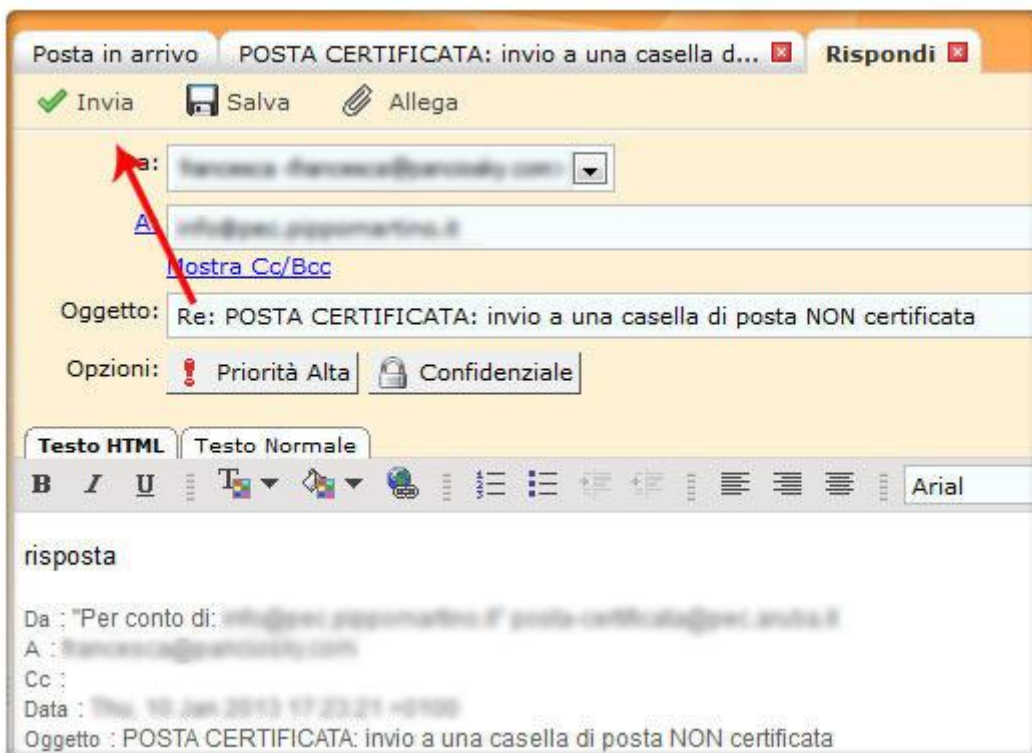 Posta in arrivo POSTA CERTIFICATA: invio a una casella d... Rispondi
Invia Salva Allega
a:
A:
Mostra Cc/Bcc
Oggetto: Re: POSTA CERTIFICATA: invio a una casella di posta NON certificata
Opzioni: Priorità Alta Confidenziale
Testo HTML Testo Normale
B I U Arial
risposta
Da : "Per conto di:
A :
Cc :
Data :
Oggetto : POSTA CERTIFICATA: invio a una casella di posta NON certificata